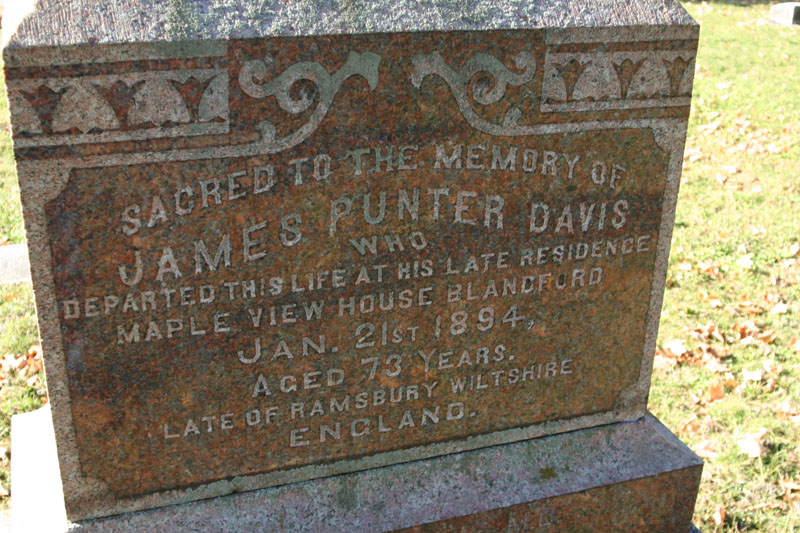 SACRED TO THE MEMORY OF
JAMES PUNTER DAVIS
WHO
DEPARTED THIS LIFE AT HIS LATE RESIDENCE
MAPLE VIEW HOUSE BLANDFORD
JAN. 21ST 1894,
AGED 73 YEARS.
LATE OF RAMSBURY WILTSHIRE
ENGLAND.